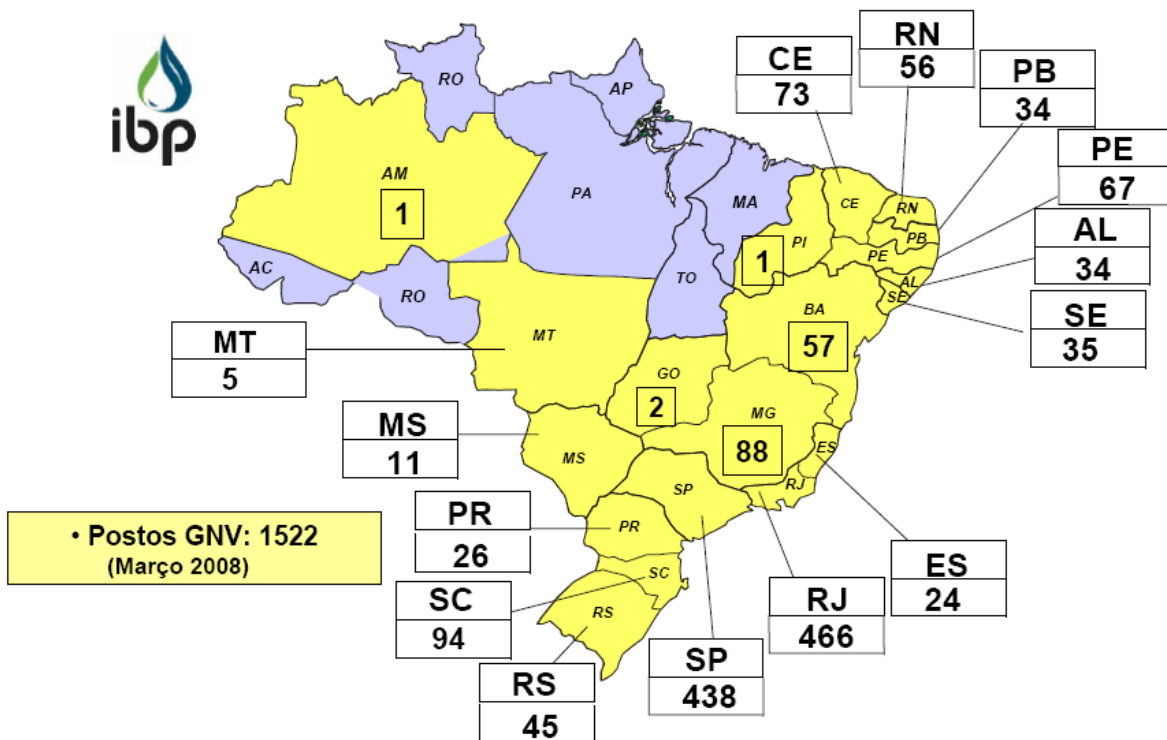 ibp
RO
AP
AM
1
PA
MA
AC
RO
TO
PI
1
CE
RN
PB
PE
AL
SE
BA
57
MT
GO
2
MG
88
ES
MS
SP
RJ
PR
SC
RS
CE
73
RN
56
PB
34
PE
67
AL
34
SE
35
MT
5
MS
11
PR
26
SC
94
RS
45
SP
438
RJ
466
ES
24
• Postos GNV: 1522
(Março 2008)